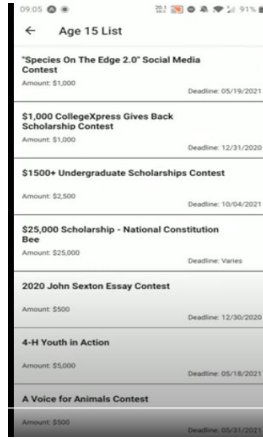 09:05
91%
← Age 15 List
"Species On The Edge 2.0" Social Media
Contest
Amount: $1,000
Deadline: 05/19/2021
$1,000 CollegeXpress Gives Back
Scholarship Contest
Amount: $1,000
Deadline: 12/31/2020
$1500+ Undergraduate Scholarships Contest
Amount: $2,500
Deadline: 10/04/2021
$25,000 Scholarship - National Constitution
Bee
Amount: $25,000
Deadline: Varies
2020 John Sexton Essay Contest
Amount: $500
Deadline: 12/30/2020
4-H Youth in Action
Amount: $5,000
Deadline: 05/18/2021
A Voice for Animals Contest
Amount: $500
Deadline: 05/31/2021